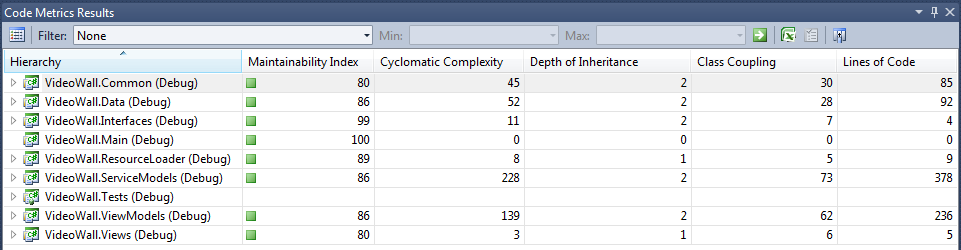 Code Metrics Results
Filter: None Min: Max:
Hierarchy Maintainability Index Cyclomatic Complexity Depth of Inheritance Class Coupling Lines of Code
VideoWall.Common (Debug) 80 45 2 30 85
VideoWall.Data (Debug) 86 52 2 28 92
VideoWall.Interfaces (Debug) 99 11 2 7 4
VideoWall.Main (Debug) 100 0 0 0 0
VideoWall.ResourceLoader (Debug) 89 8 1 5 9
VideoWall.ServiceModels (Debug) 86 228 2 73 378
VideoWall.Tests (Debug)
VideoWall.ViewModels (Debug) 86 139 2 62 236
VideoWall.Views (Debug) 80 3 1 6 5